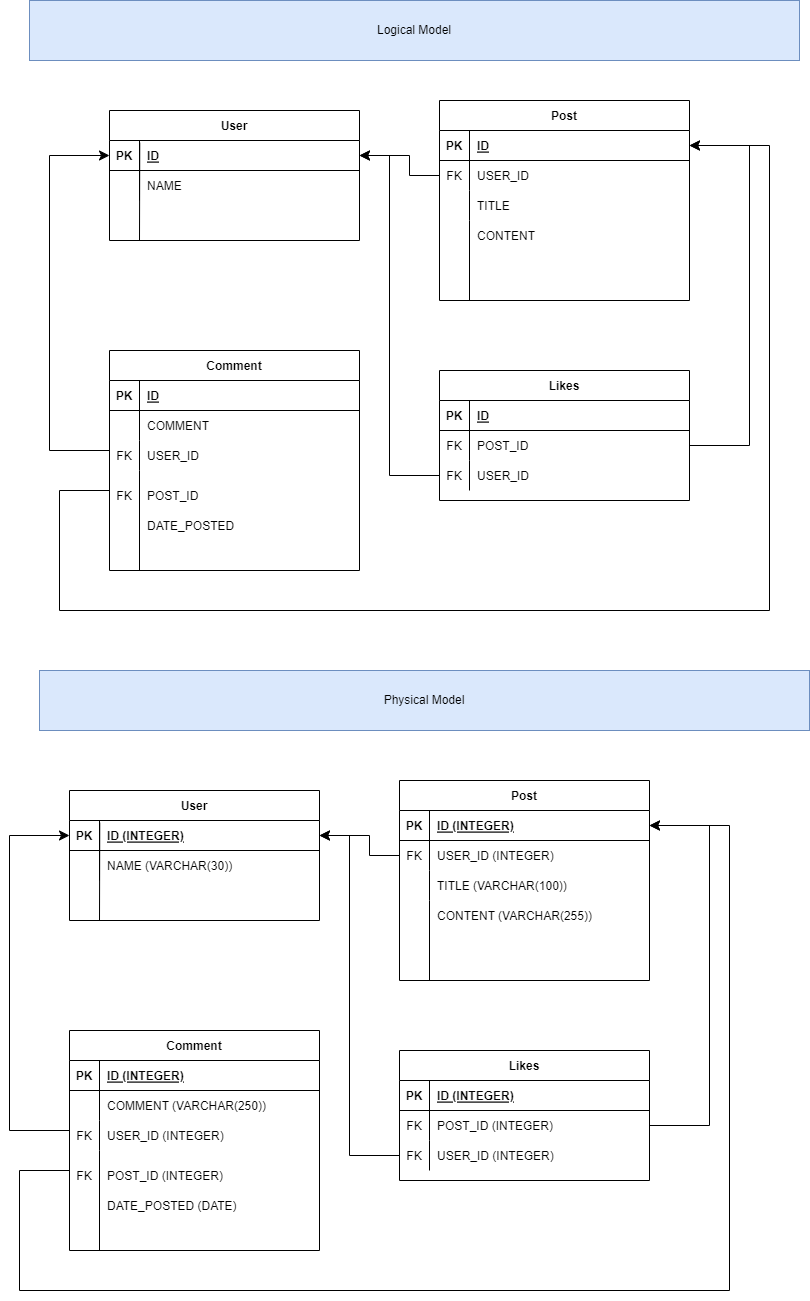 Logical Model
User
PK ID
NAME
Post
PK ID
FK USER_ID
TITLE
CONTENT
Comment
PK ID
COMMENT
FK USER_ID
FK POST_ID
DATE_POSTED
Likes
PK ID
FK POST_ID
FK USER_ID
Physical Model
User
PK ID (INTEGER)
NAME (VARCHAR(30))
Post
PK ID (INTEGER)
FK USER_ID (INTEGER)
TITLE (VARCHAR(100))
CONTENT (VARCHAR(255))
Comment
PK ID (INTEGER)
COMMENT (VARCHAR(250))
FK USER_ID (INTEGER)
FK POST_ID (INTEGER)
DATE_POSTED (DATE)
Likes
PK ID (INTEGER)
FK POST_ID (INTEGER)
FK USER_ID (INTEGER)